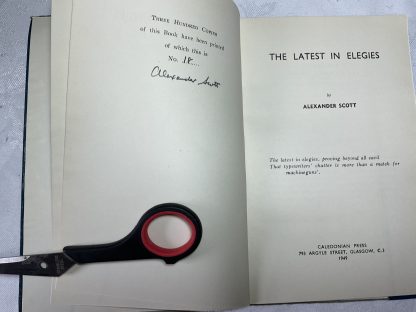 THREE HUNDRED COPIES
of this Book have been printed
of which this is
No. 18....
Alexander Scott
THE LATEST IN ELEGIES
by
ALEXANDER SCOTT
The latest in elegies, proving beyond all cavil
That typewriters' chatter is more than a match for
machineguns'.
CALEDONIAN PRESS
793 ARGYLE STREET, GLASGOW, C.3
1949